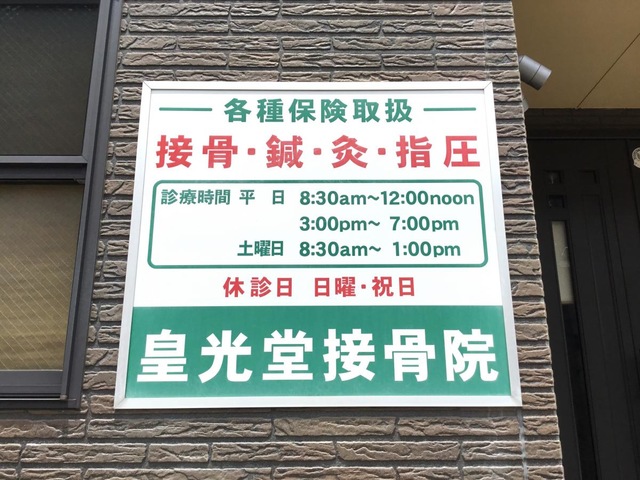 各種保険取扱
接骨・鍼・灸・指圧
診療時間 平 日 8:30am~12:00noon
3:00pm~ 7:00pm
土曜日 8:30am~ 1:00pm
休診日 日曜・祝日
皇光堂接骨院